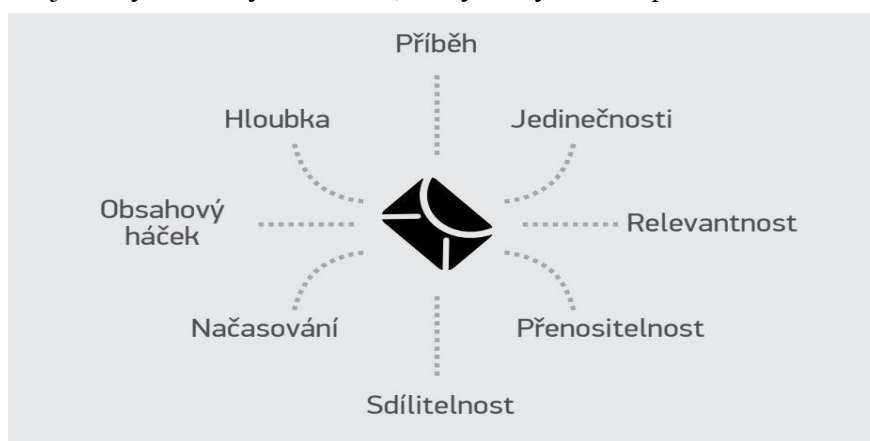 Příběh
Hloubka
Jedinečnosti
Obsahový
háček
Relevantnost
Načasování
Přenositelnost
Sdílitelnost